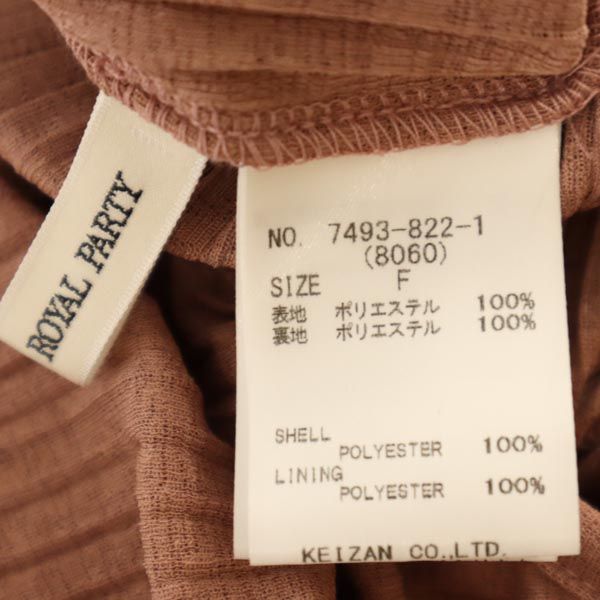 ROYAL PARTY
NO. 7493-822-1
(8060)
SIZE F
表地 ポリエステル 100%
裏地 ポリエステル 100%
SHELL
POLYESTER 100%
LINING
POLYESTER 100%
KEIZAN CO.,LTD.